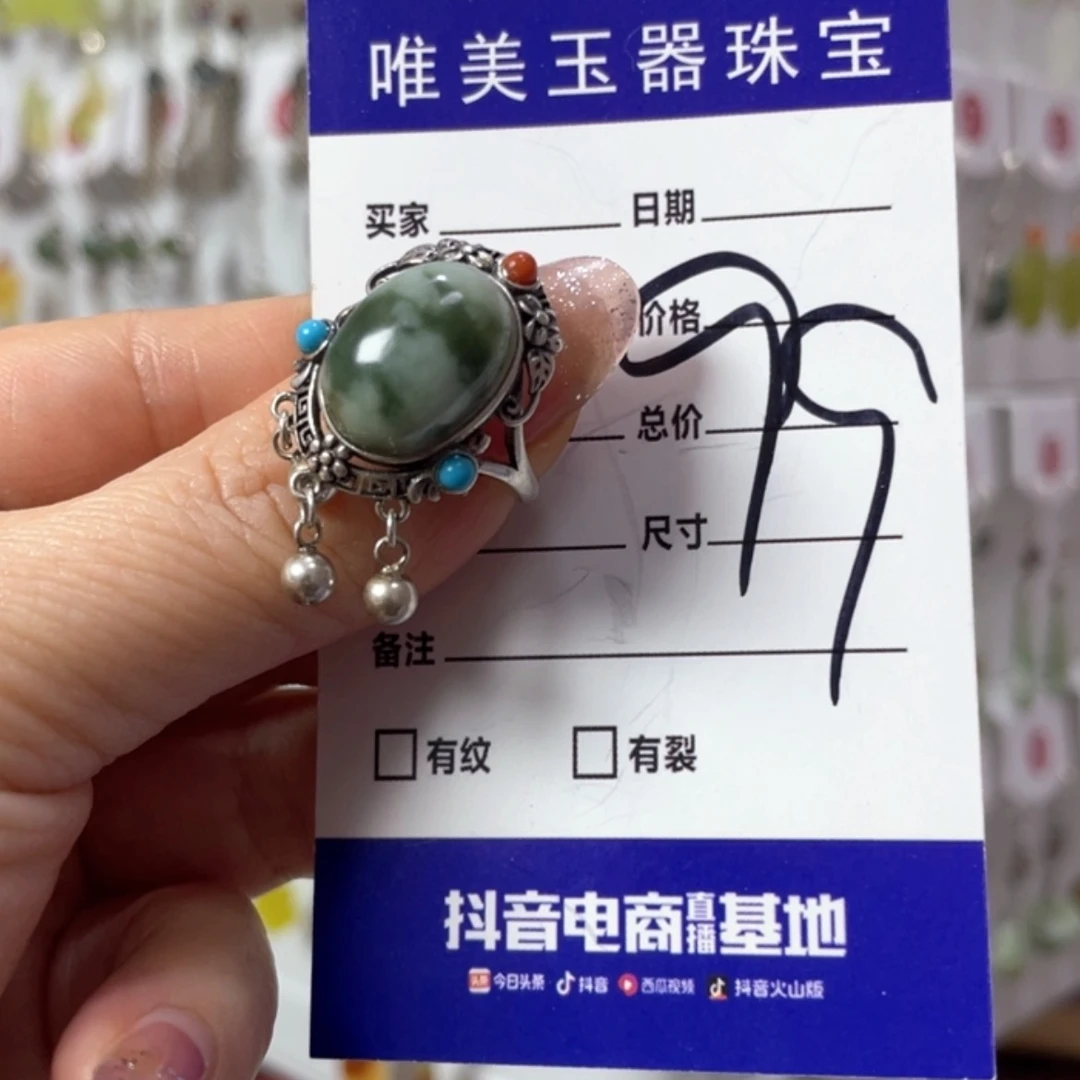 唯美玉器珠宝
买家 日期
价格
总价
尺寸
备注
有纹 有裂
抖音电商直播基地
今日头条 抖音 西瓜视频 抖音火山版